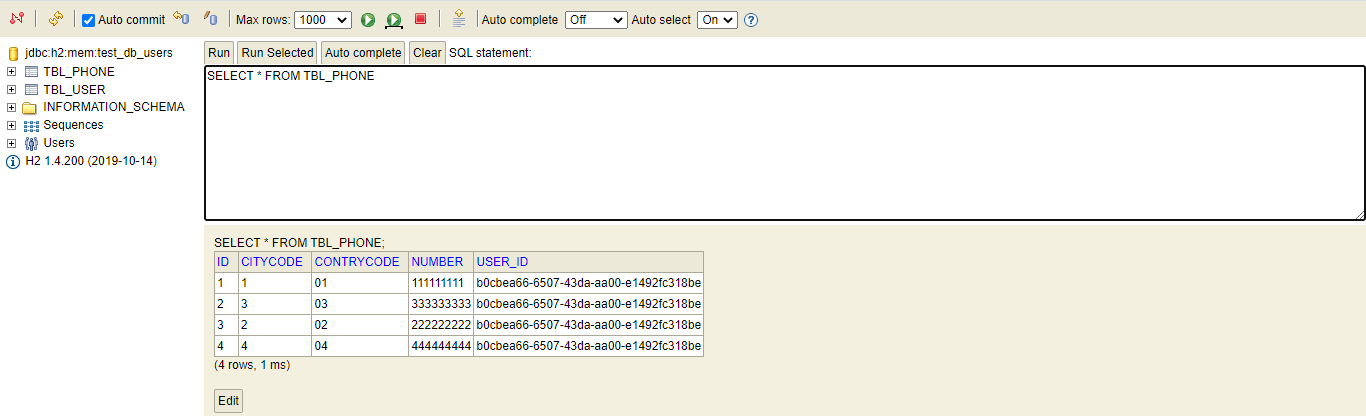 Auto commit Max rows: 1000 Auto complete Off Auto select On
jdbc:h2:mem:test_db_users
TBL_PHONE
TBL_USER
INFORMATION_SCHEMA
Sequences
Users
H2 1.4.200 (2019-10-14)
Run Run Selected Auto complete Clear SQL statement:
SELECT * FROM TBL_PHONE
SELECT * FROM TBL_PHONE;
ID CITYCODE CONTRYCODE NUMBER USER_ID
1 1 01 111111111 b0cbea66-6507-43da-aa00-e1492fc318be
2 3 03 333333333 b0cbea66-6507-43da-aa00-e1492fc318be
3 2 02 222222222 b0cbea66-6507-43da-aa00-e1492fc318be
4 4 04 444444444 b0cbea66-6507-43da-aa00-e1492fc318be
(4 rows, 1 ms)
Edit